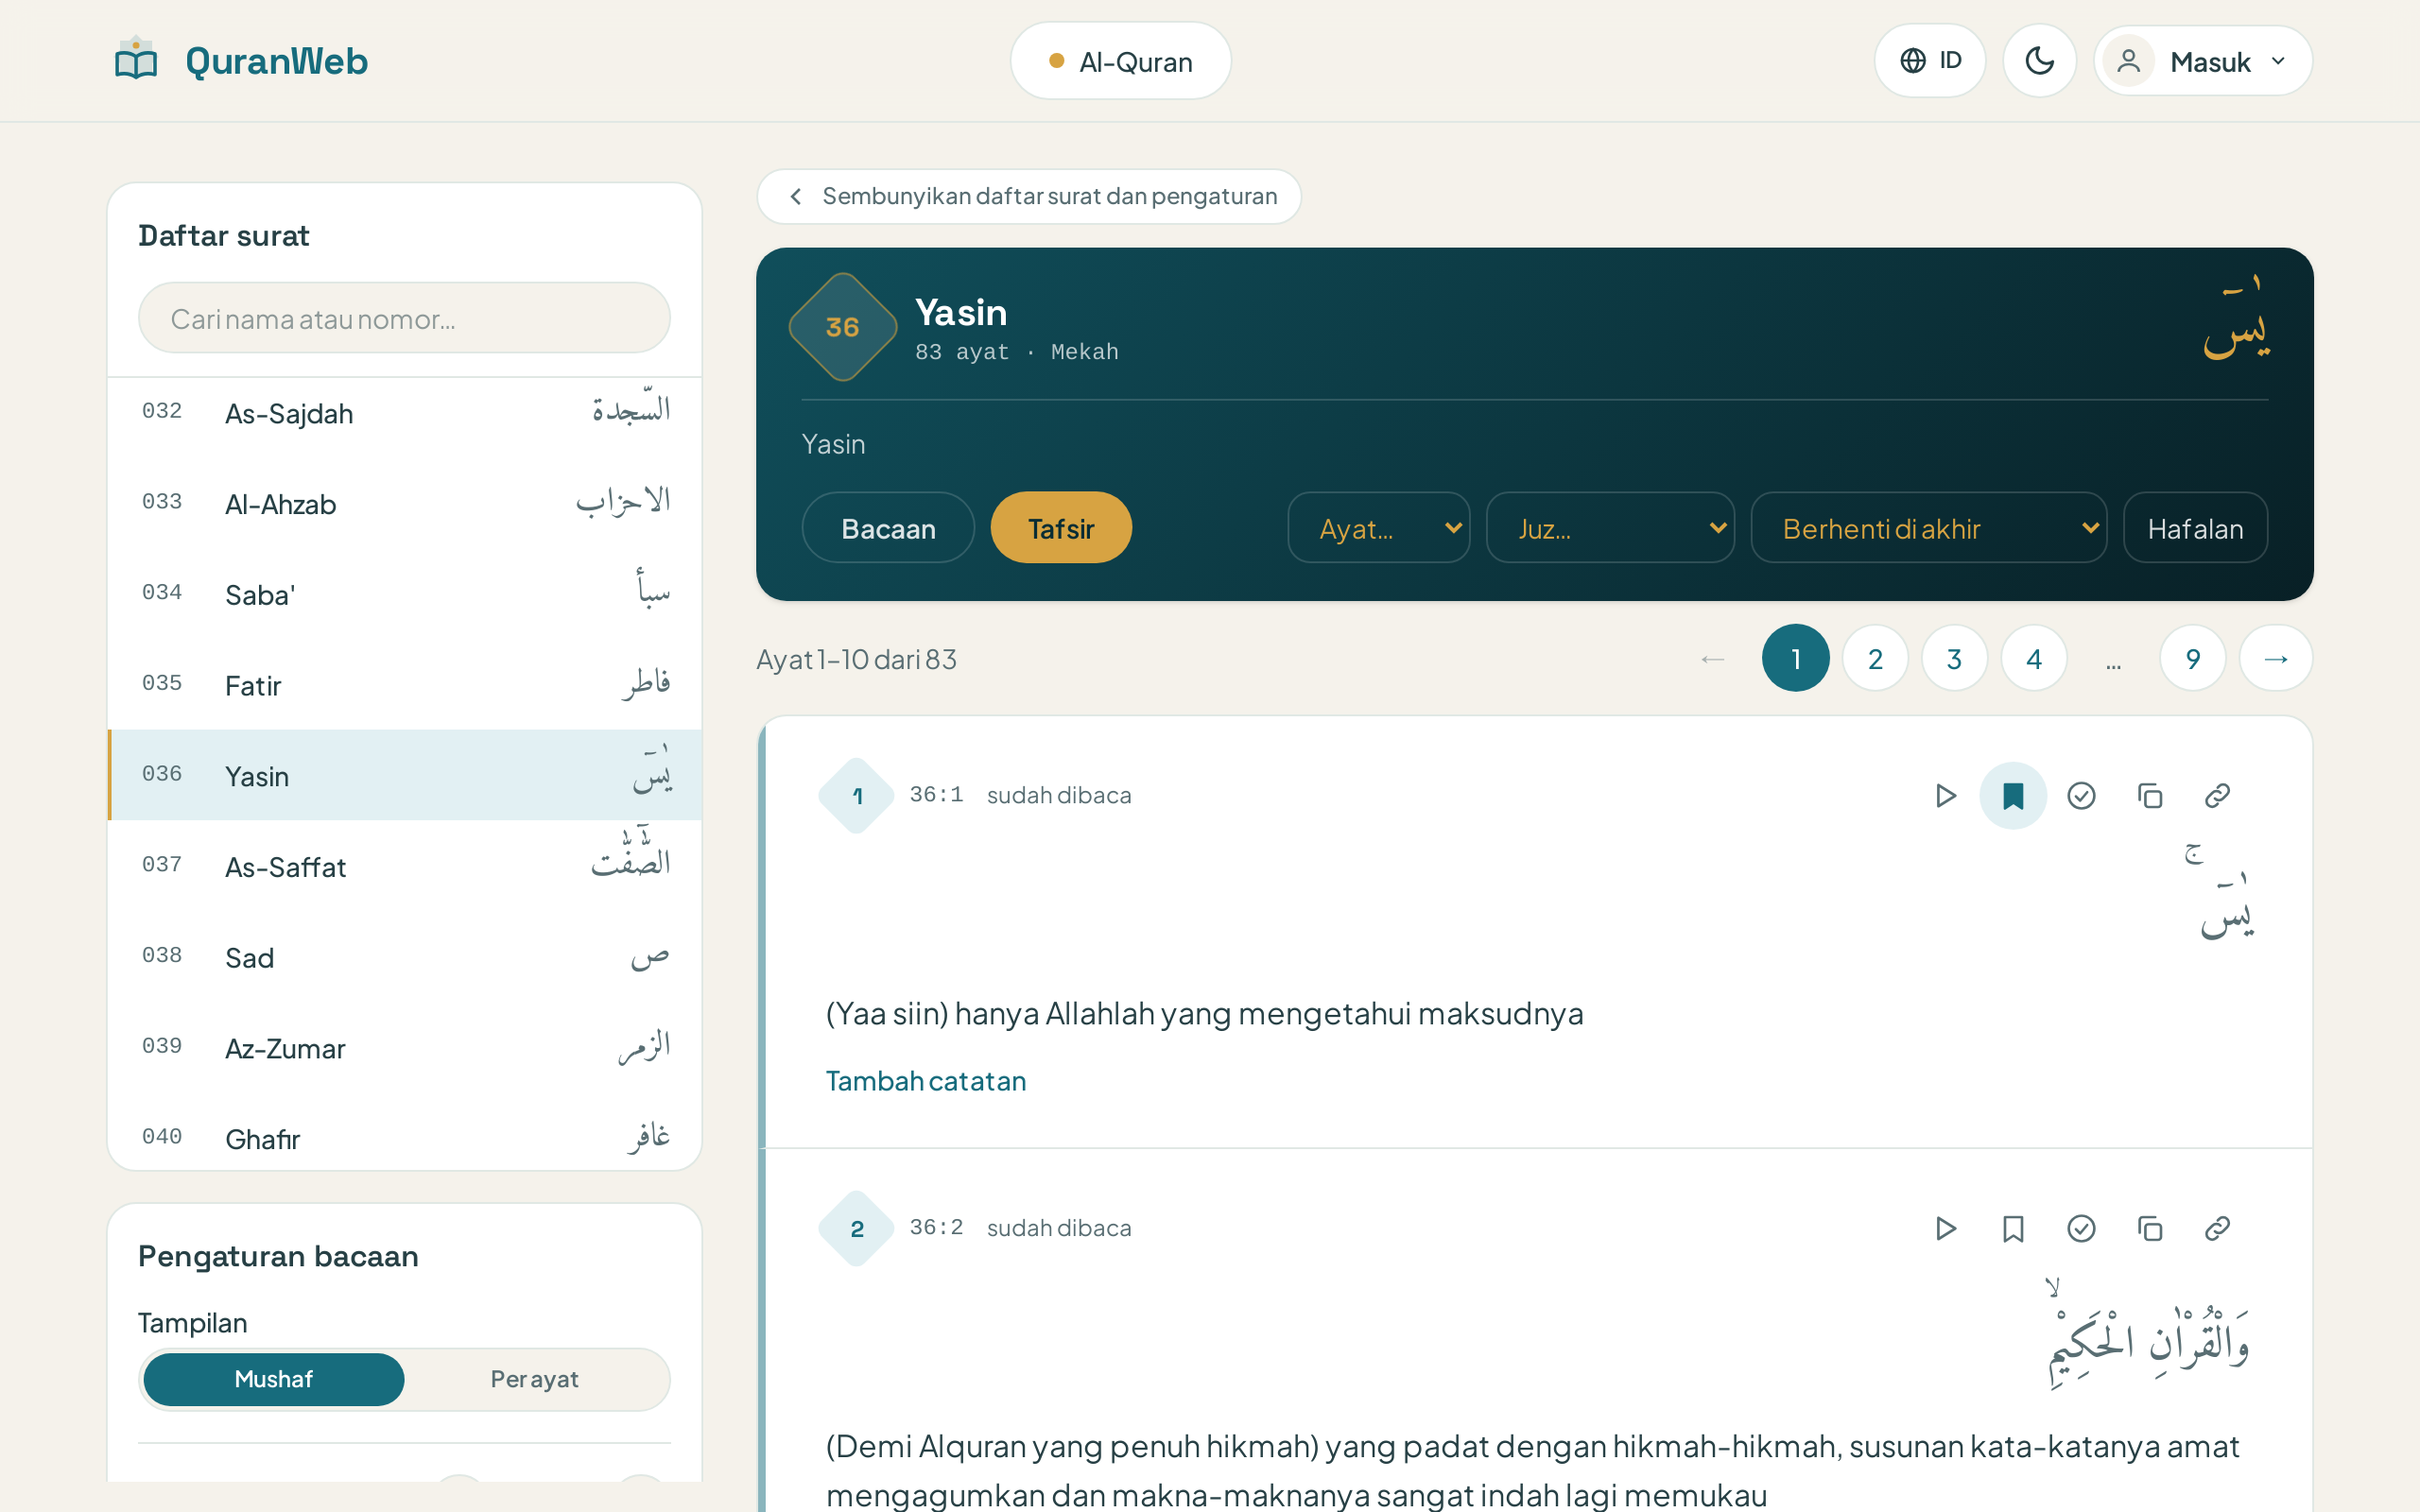 QuranWeb
Al-Quran
ID
Masuk
Daftar surat
Cari nama atau nomor...
032 As-Sajdah السّجدة
033 Al-Ahzab الاحزاب
034 Saba' سبأ
035 Fatir فاطر
036 Yasin يٰسۤ
037 As-Saffat الصّٰۤفّٰت
038 Sad ص
039 Az-Zumar الزمر
040 Ghafir غافر
Pengaturan bacaan
Tampilan
Mushaf Per ayat
Sembunyikan daftar surat dan pengaturan
36 Yasin يٰسۤ
83 ayat · Mekah
Yasin
Bacaan Tafsir Ayat... Juz... Berhenti di akhir Hafalan
Ayat 1–10 dari 83
← 1 2 3 4 … 9 →
1 36:1 sudah dibaca
يٰسۤ ۚ
(Yaa siin) hanya Allahlah yang mengetahui maksudnya
Tambah catatan
2 36:2 sudah dibaca
وَالْقُرْاٰنِ الْحَكِيْمِۙ
(Demi Alquran yang penuh hikmah) yang padat dengan hikmah-hikmah, susunan kata-katanya amat
mengagumkan dan makna-maknanya sangat indah lagi memukau